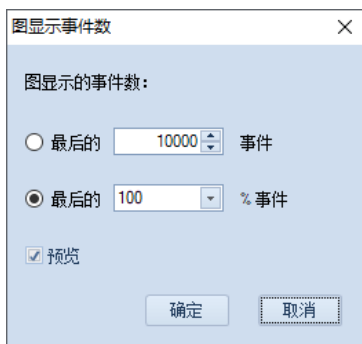 图显示事件数
图显示的事件数：
最后的 10000 事件
最后的 100 % 事件
预览
确定 取消